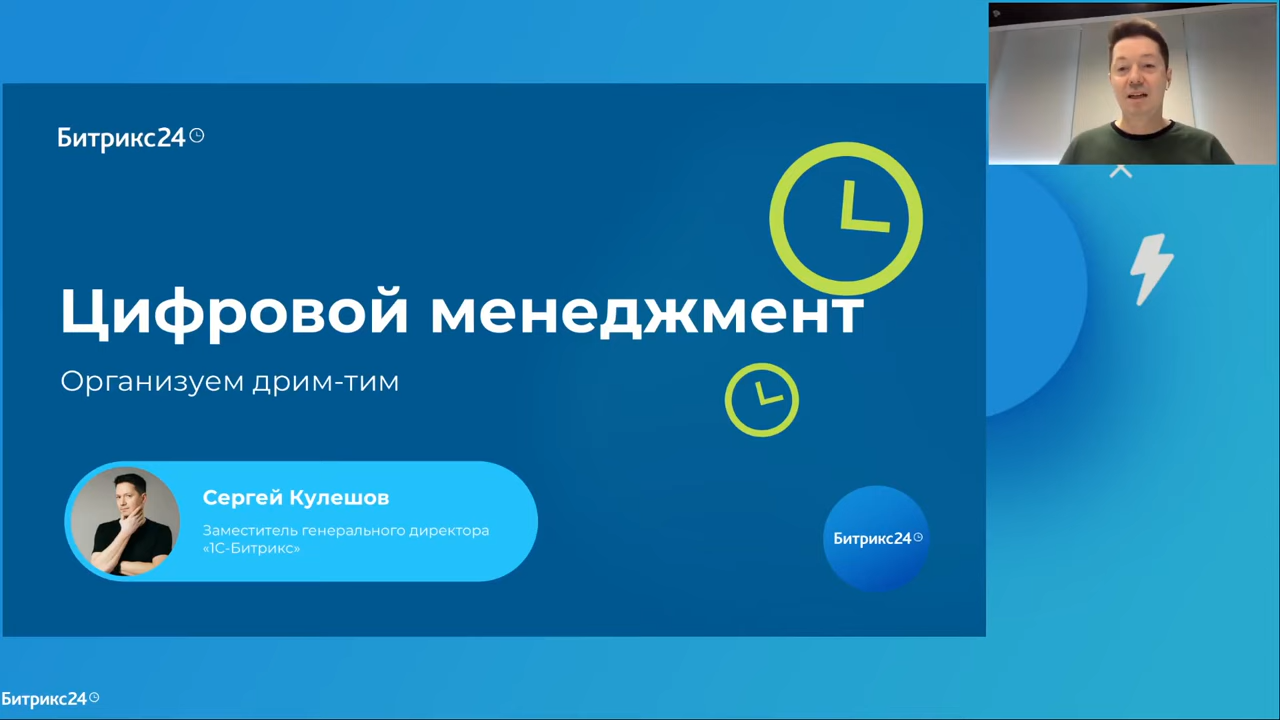 Битрикс24
Цифровой менеджмент
Организуем дрим-тим
Сергей Кулешов
Заместитель генерального директора
«1С-Битрикс»
Битрикс24
Битрикс24